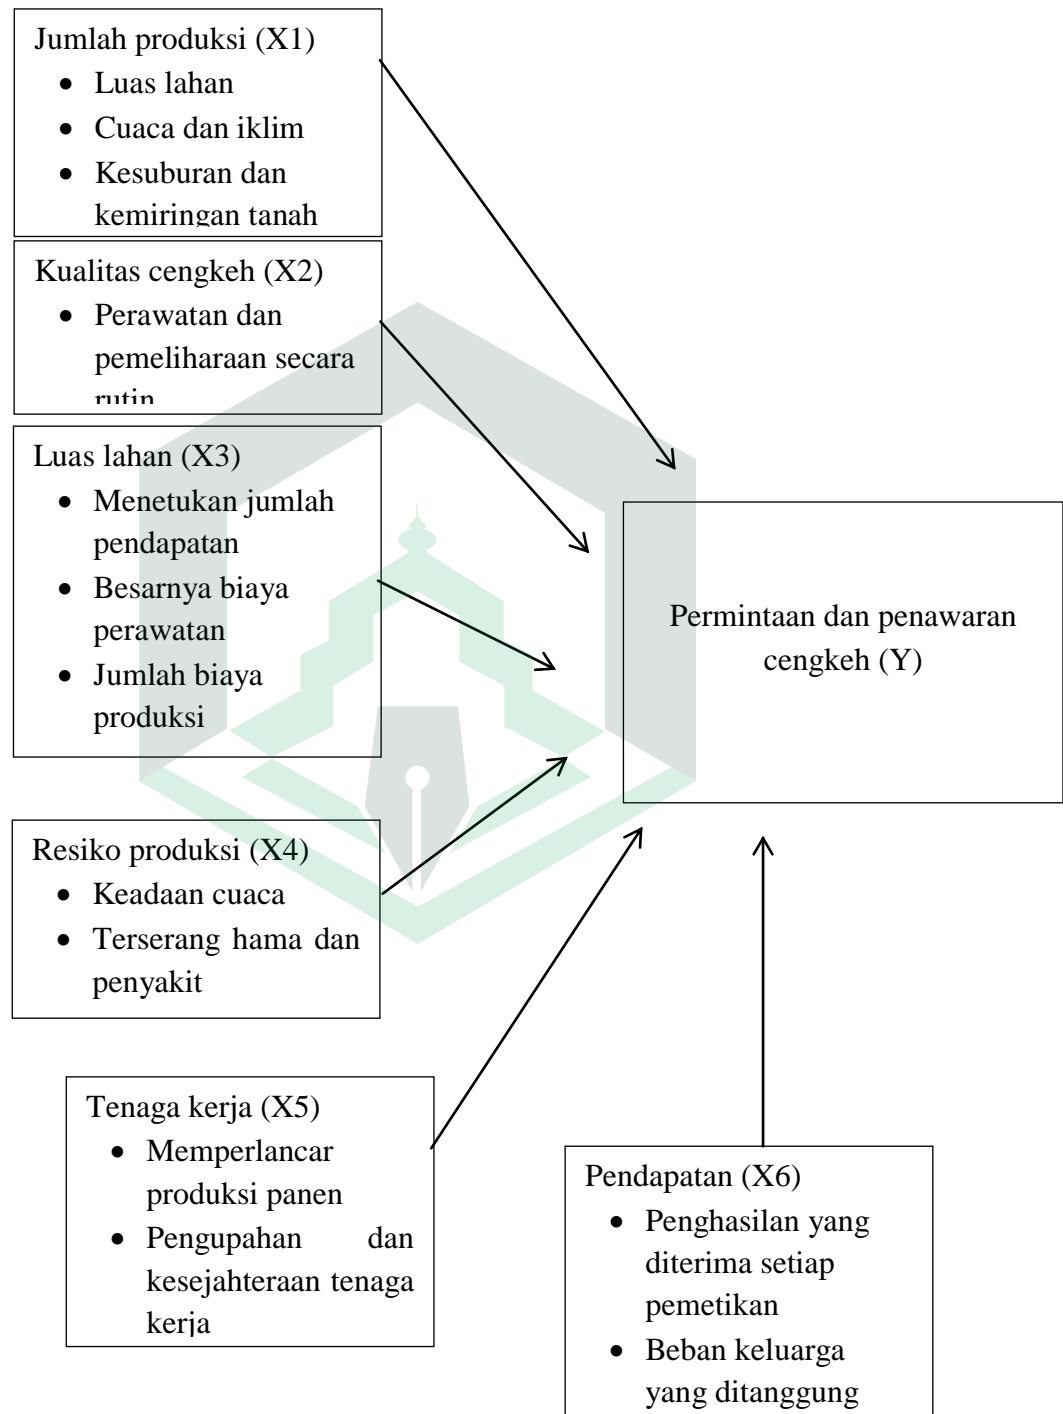 Jumlah produksi (X1)
• Luas lahan
• Cuaca dan iklim
• Kesuburan dan
kemiringan tanah
Kualitas cengkeh (X2)
• Perawatan dan
pemeliharaan secara
rutin
Luas lahan (X3)
• Menetukan jumlah
pendapatan
• Besarnya biaya
perawatan
• Jumlah biaya
produksi
Permintaan dan penawaran
cengkeh (Y)
Resiko produksi (X4)
• Keadaan cuaca
• Terserang hama dan
penyakit
Tenaga kerja (X5)
• Memperlancar
produksi panen
• Pengupahan dan
kesejahteraan tenaga
kerja
Pendapatan (X6)
• Penghasilan yang
diterima setiap
pemetikan
• Beban keluarga
yang ditanggung